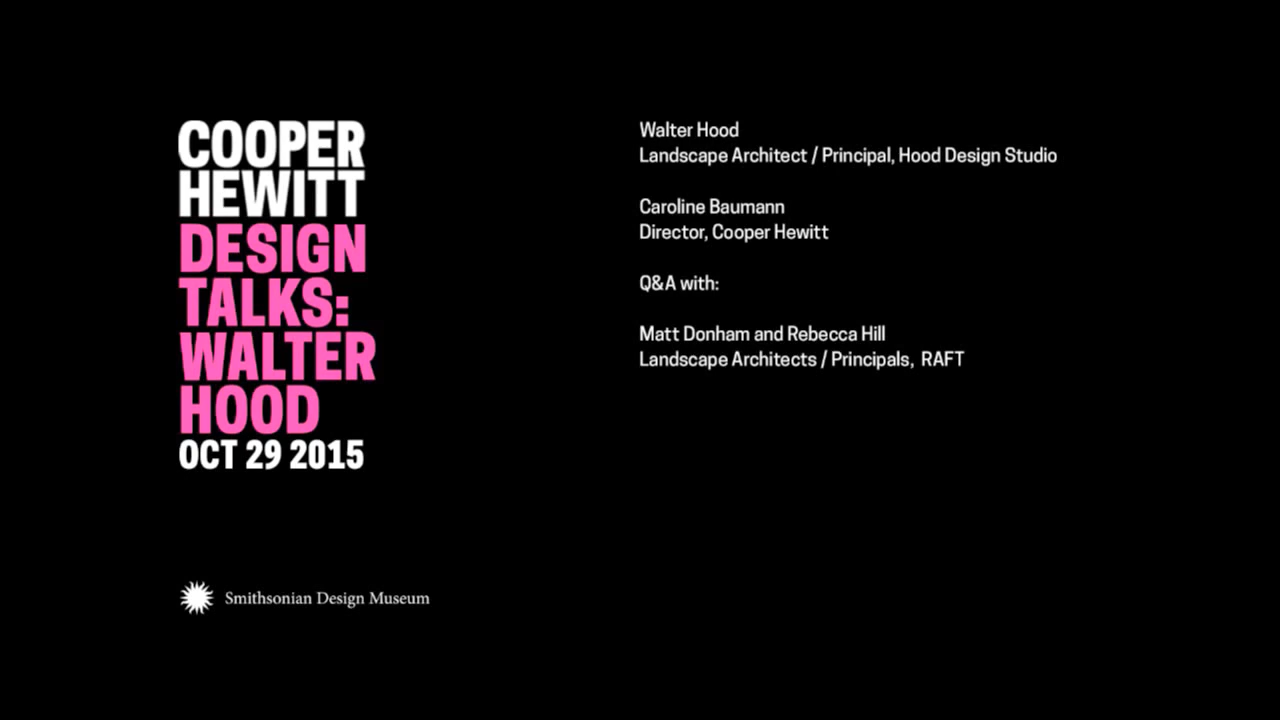 COOPER
HEWITT
DESIGN
TALKS:
WALTER
HOOD
OCT 29 2015
Smithsonian Design Museum
Walter Hood
Landscape Architect / Principal, Hood Design Studio
Caroline Baumann
Director, Cooper Hewitt
Q&A with:
Matt Donham and Rebecca Hill
Landscape Architects / Principals, RAFT